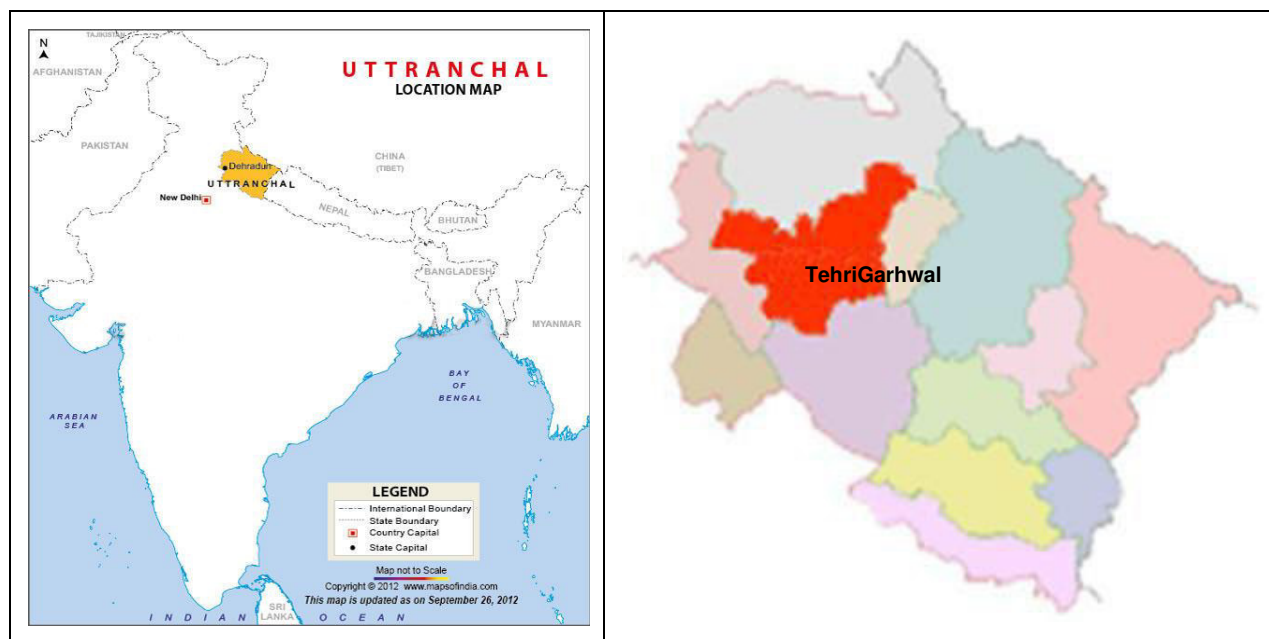 N
TAJIKISTAN
AFGHANISTAN
UTTRANCHAL
LOCATION MAP
PAKISTAN
CHINA
(TIBET)
Dehradun
UTTRANCHAL
New Delhi
NEPAL
BHUTAN
BANGLADESH
MYANMAR
BAY
OF
BENGAL
ARABIAN
SEA
LEGEND
International Boundary
State Boundary
Country Capital
State Capital
Map not to Scale
Copyright © 2012 www.mapsofindia.com
This map is updated as on September 26, 2012
SRI
LANKA
INDIAN OCEAN
TehriGarhwal